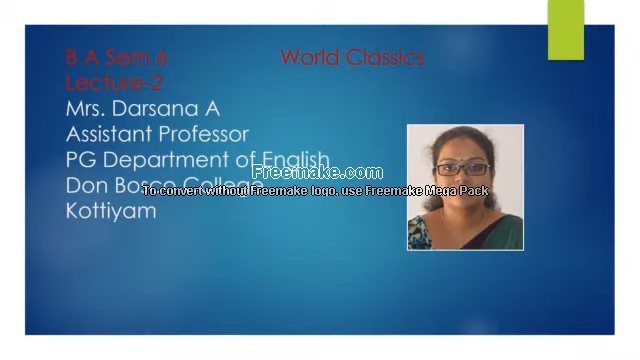 B A Sem 6 World Classics
Lecture-2
Mrs. Darsana A
Assistant Professor
PG Department of English
Freemake.com
Don Bosco College
To convert without Freemake logo, use Freemake Mega Pack
Kottiyam